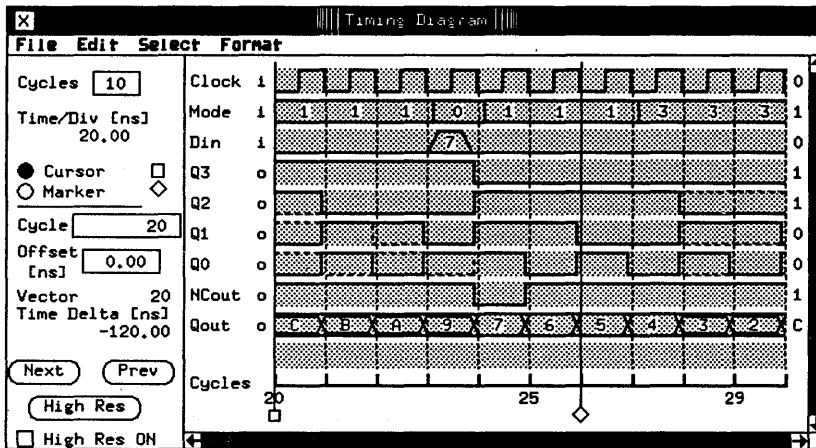 X Timing Diagram
File Edit Select Format
Cycles 10
Time/Div [ns]
20.00
Cursor
Marker
Cycle 20
Offset
[ns] 0.00
Vector 20
Time Delta [ns]
-120.00
Next Prev
High Res
High Res ON
Clock i 0
Mode i 1 1 1 0 1 1 1 3 3 3 1
Din i 7 0
Q3 o 1
Q2 o 1
Q1 o 0
Q0 o 0
NCout o 1
Qout o C B A 9 7 6 5 4 3 2 C
Cycles
20 25 29